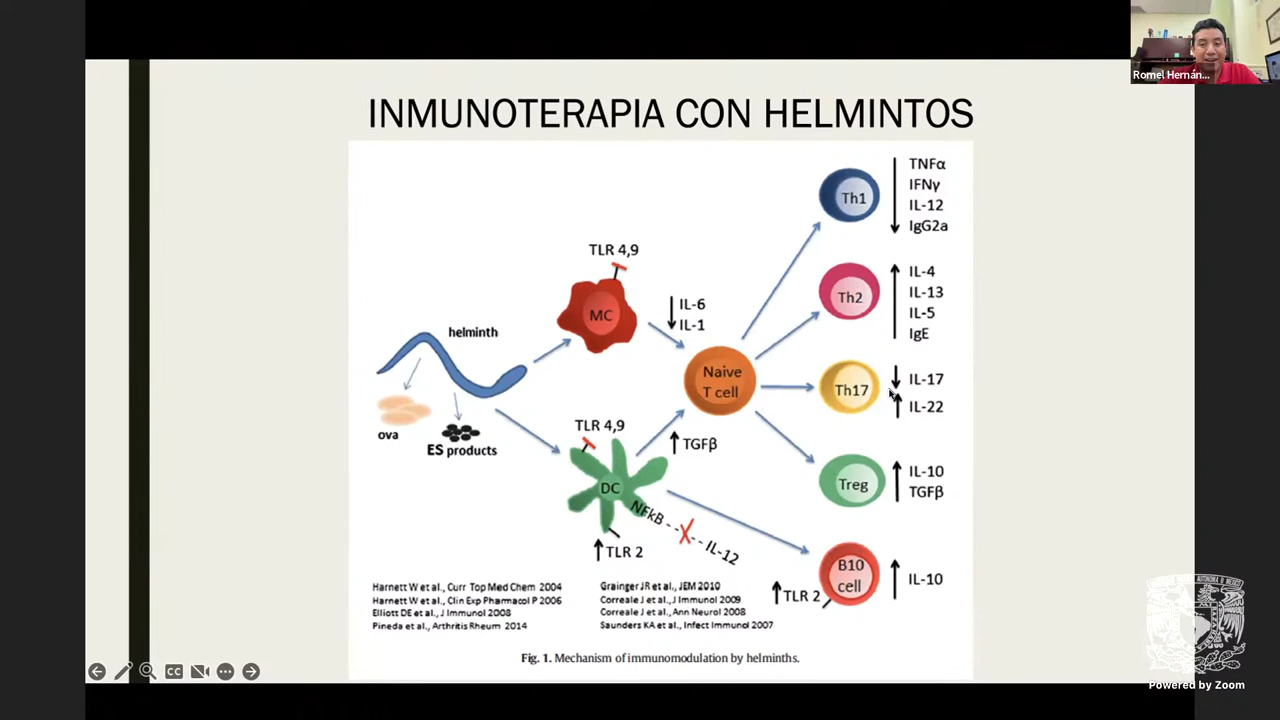 Romel Hernán...
INMUNOTERAPIA CON HELMINTOS
TNFα
IFNγ
IL-12
IgG2a
Th1
TLR 4,9
MC
IL-6
IL-1
IL-4
IL-13
IL-5
IgE
Th2
helminth
ova
ES products
Naive
T cell
Th17
IL-17
IL-22
TLR 4,9
TGFβ
DC
NFkB
IL-12
TLR 2
Treg
IL-10
TGFβ
B10
cell
TLR 2
IL-10
Harnett W et al., Curr Top Med Chem 2004
Harnett W et al., Clin Exp Pharmacol P 2006
Elliott DE et al., J Immunol 2008
Pineda et al., Arthritis Rheum 2014
Grainger JR et al., JEM 2010
Correale J et al., J Immunol 2009
Correale J et al., Ann Neurol 2008
Saunders KA et al., Infect Immunol 2007
Fig. 1. Mechanism of immunomodulation by helminths.
CC
Powered by Zoom